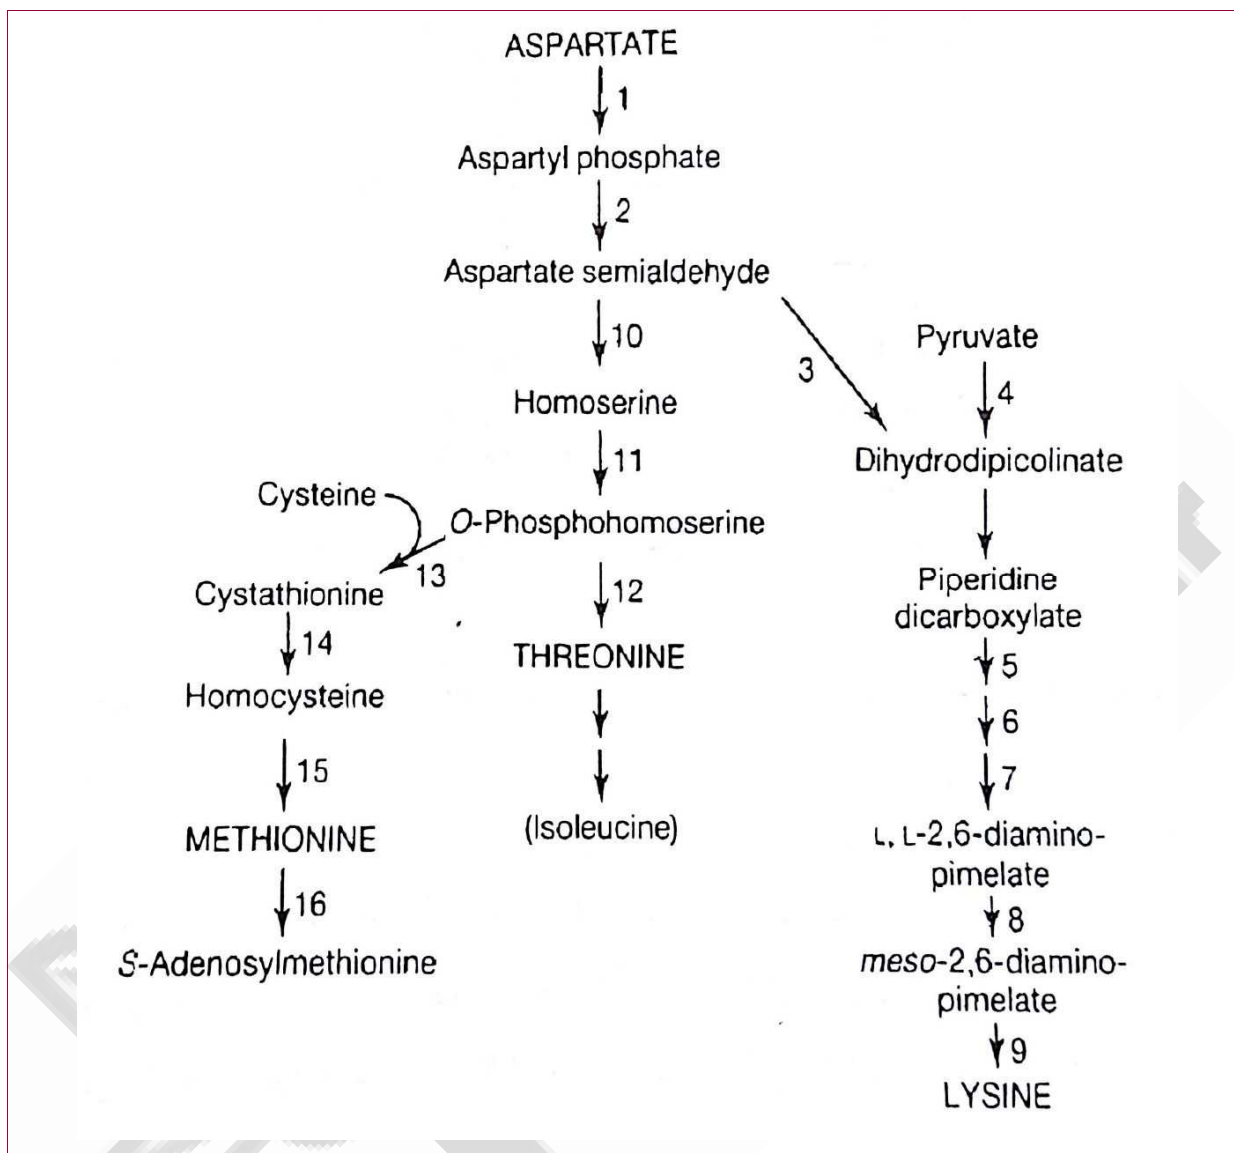 ASPARTATE
1
Aspartyl phosphate
2
Aspartate semialdehyde
10
3
Pyruvate
4
Homoserine
Dihydrodipicolinate
11
Cysteine
O-Phosphohomoserine
13
12
Cystathionine
Piperidine
dicarboxylate
14
THREONINE
5
Homocysteine
6
15
7
METHIONINE
(Isoleucine)
L, L-2,6-diamino-
pimelate
16
8
S-Adenosylmethionine
meso-2,6-diamino-
pimelate
9
LYSINE